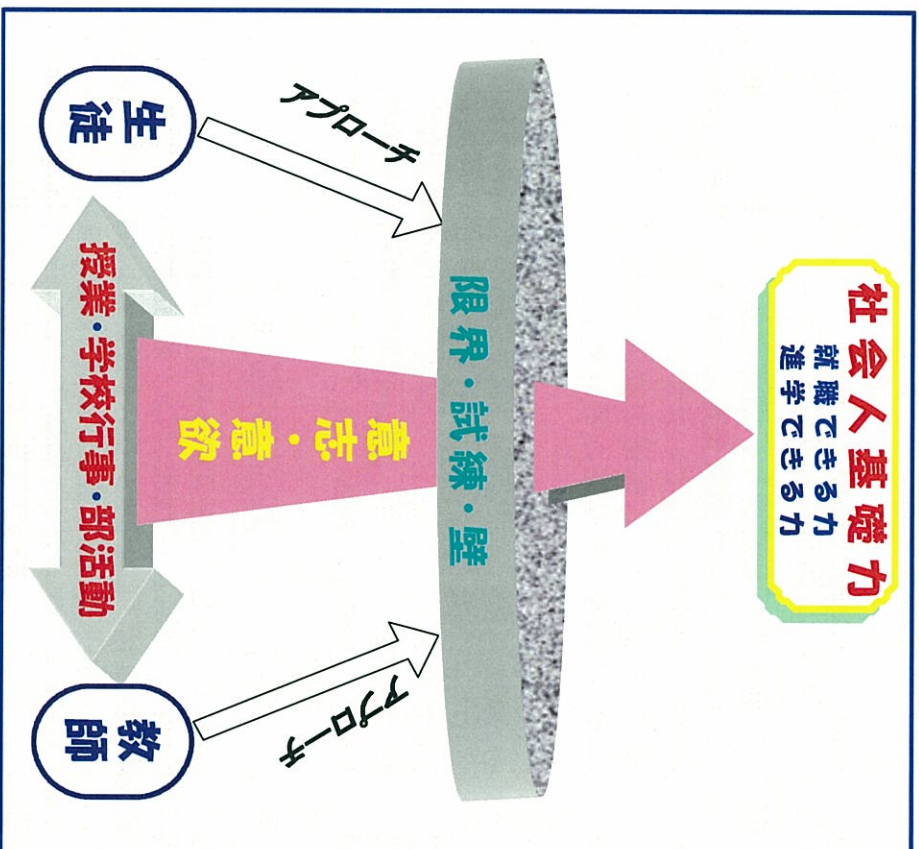 社会人基礎力
就職できる力
進学できる力
限界・試練・壁
アプローチ
アプローチ
意志・意欲
生徒
授業・学校行事・部活動
教師